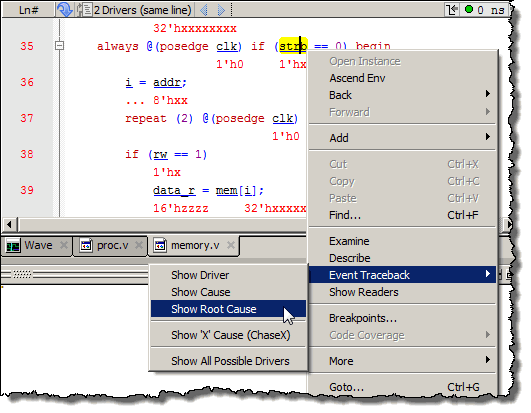 Ln# 2 Drivers (same line) 0 ns
32'hxxxxxxxx
35 always @(posedge clk) if (stro == 0) begin
1'h0 1'hx
36 i = addr;
... 8'hxx
37 repeat (2) @(posedge clk)
1'h0
38 if (rw == 1)
1'hx
39 data_r = mem[i];
16'hzzzz 32'hxxxxx
Open Instance
Ascend Env
Back
Forward
Add
Cut Ctrl+X
Copy Ctrl+C
Paste Ctrl+V
Find... Ctrl+F
Examine
Describe
Event Traceback
Show Readers
Breakpoints...
Code Coverage
More
Goto... Ctrl+G
Wave proc.v memory.v
Show Driver
Show Cause
Show Root Cause
Show 'X' Cause (ChaseX)
Show All Possible Drivers